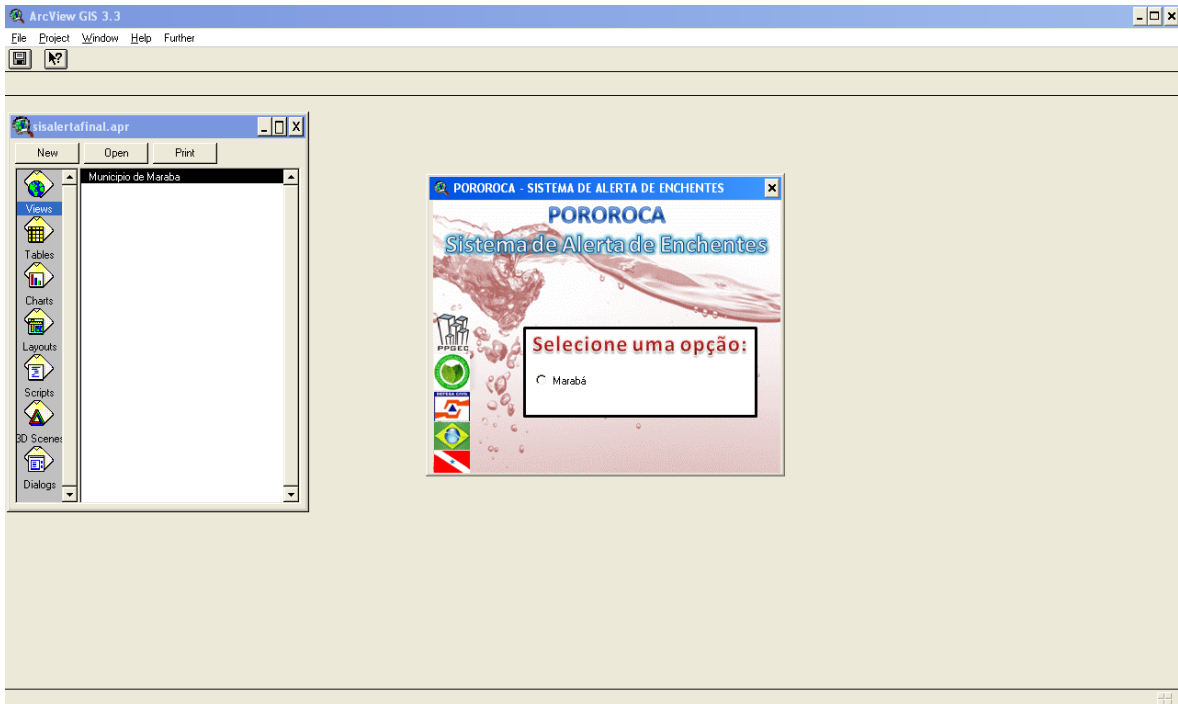 ArcView GIS 3.3
File Project Window Help Further
sisalertafinal.apr
New Open Print
Municipio de Maraba
Views
Tables
Charts
Layouts
Scripts
3D Scenes
Dialogs
POROROCA - SISTEMA DE ALERTA DE ENCHENTES
POROROCA
Sistema de Alerta de Enchentes
PPGEC
DEFESA CIVIL
Selecione uma opção:
Marabá